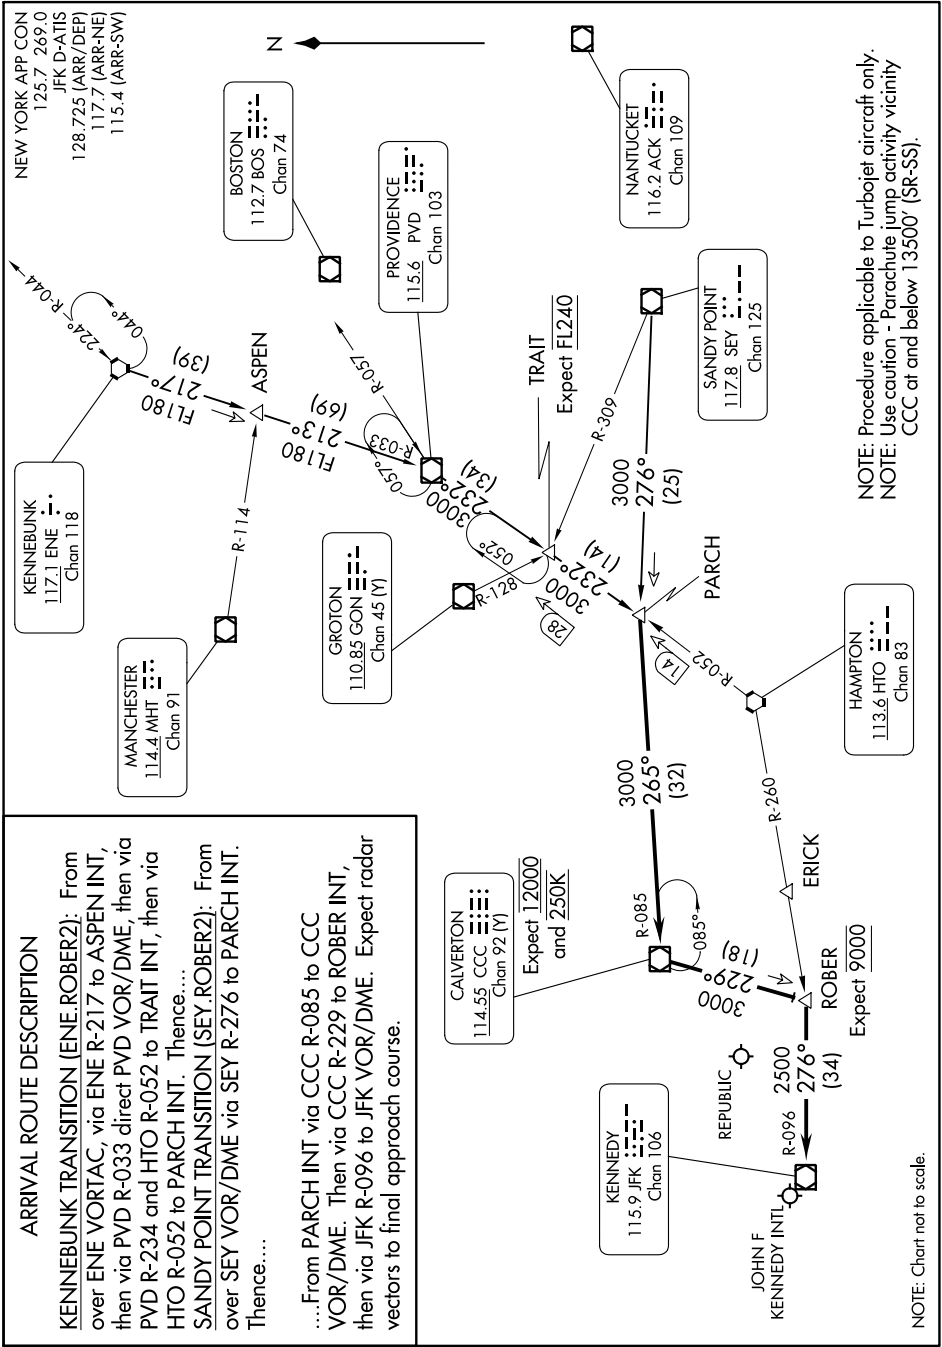 ARRIVAL ROUTE DESCRIPTION
KENNEBUNK TRANSITION (ENE.ROBER2): From
over ENE VORTAC, via ENE R-217 to ASPEN INT,
then via PVD R-033 direct PVD VOR/DME, then via
PVD R-234 and HTO R-052 to TRAIT INT, then via
HTO R-052 to PARCH INT. Thence....
SANDY POINT TRANSITION (SEY.ROBER2): From
over SEY VOR/DME via SEY R-276 to PARCH INT.
Thence....
....From PARCH INT via CCC R-085 to CCC
VOR/DME. Then via CCC R-229 to ROBER INT,
then via JFK R-096 to JFK VOR/DME. Expect radar
vectors to final approach course.
NEW YORK APP CON
125.7 269.0
JFK D-ATIS
128.725 (ARR/DEP)
117.7 (ARR-NE)
115.4 (ARR-SW)
N
KENNEBUNK
117.1 ENE
Chan 118
224°
R-044
044°
FL180
217°
(39)
ASPEN
MANCHESTER
114.4 MHT
Chan 91
R-114
FL180
213°
(69)
BOSTON
112.7 BOS
Chan 74
PROVIDENCE
115.6 PVD
Chan 103
R-057
057°
R-033
3000
232°
(34)
GROTON
110.85 GON
Chan 45 (Y)
R-128
052°
TRAIT
Expect FL240
R-309
NANTUCKET
116.2 ACK
Chan 109
SANDY POINT
117.8 SEY
Chan 125
3000
276°
(25)
3000
232°
(14)
28
14
PARCH
R-052
HAMPTON
113.6 HTO
Chan 83
3000
265°
(32)
R-085
085°
CALVERTON
114.55 CCC
Chan 92 (Y)
Expect 12000
and 250K
3000
229°
(18)
R-260
ERICK
ROBER
Expect 9000
2500
276°
(34)
R-096
REPUBLIC
KENNEDY
115.9 JFK
Chan 106
JOHN F
KENNEDY INTL
NOTE: Procedure applicable to Turbojet aircraft only.
NOTE: Use caution - Parachute jump activity vicinity
CCC at and below 13500' (SR-SS).
NOTE: Chart not to scale.